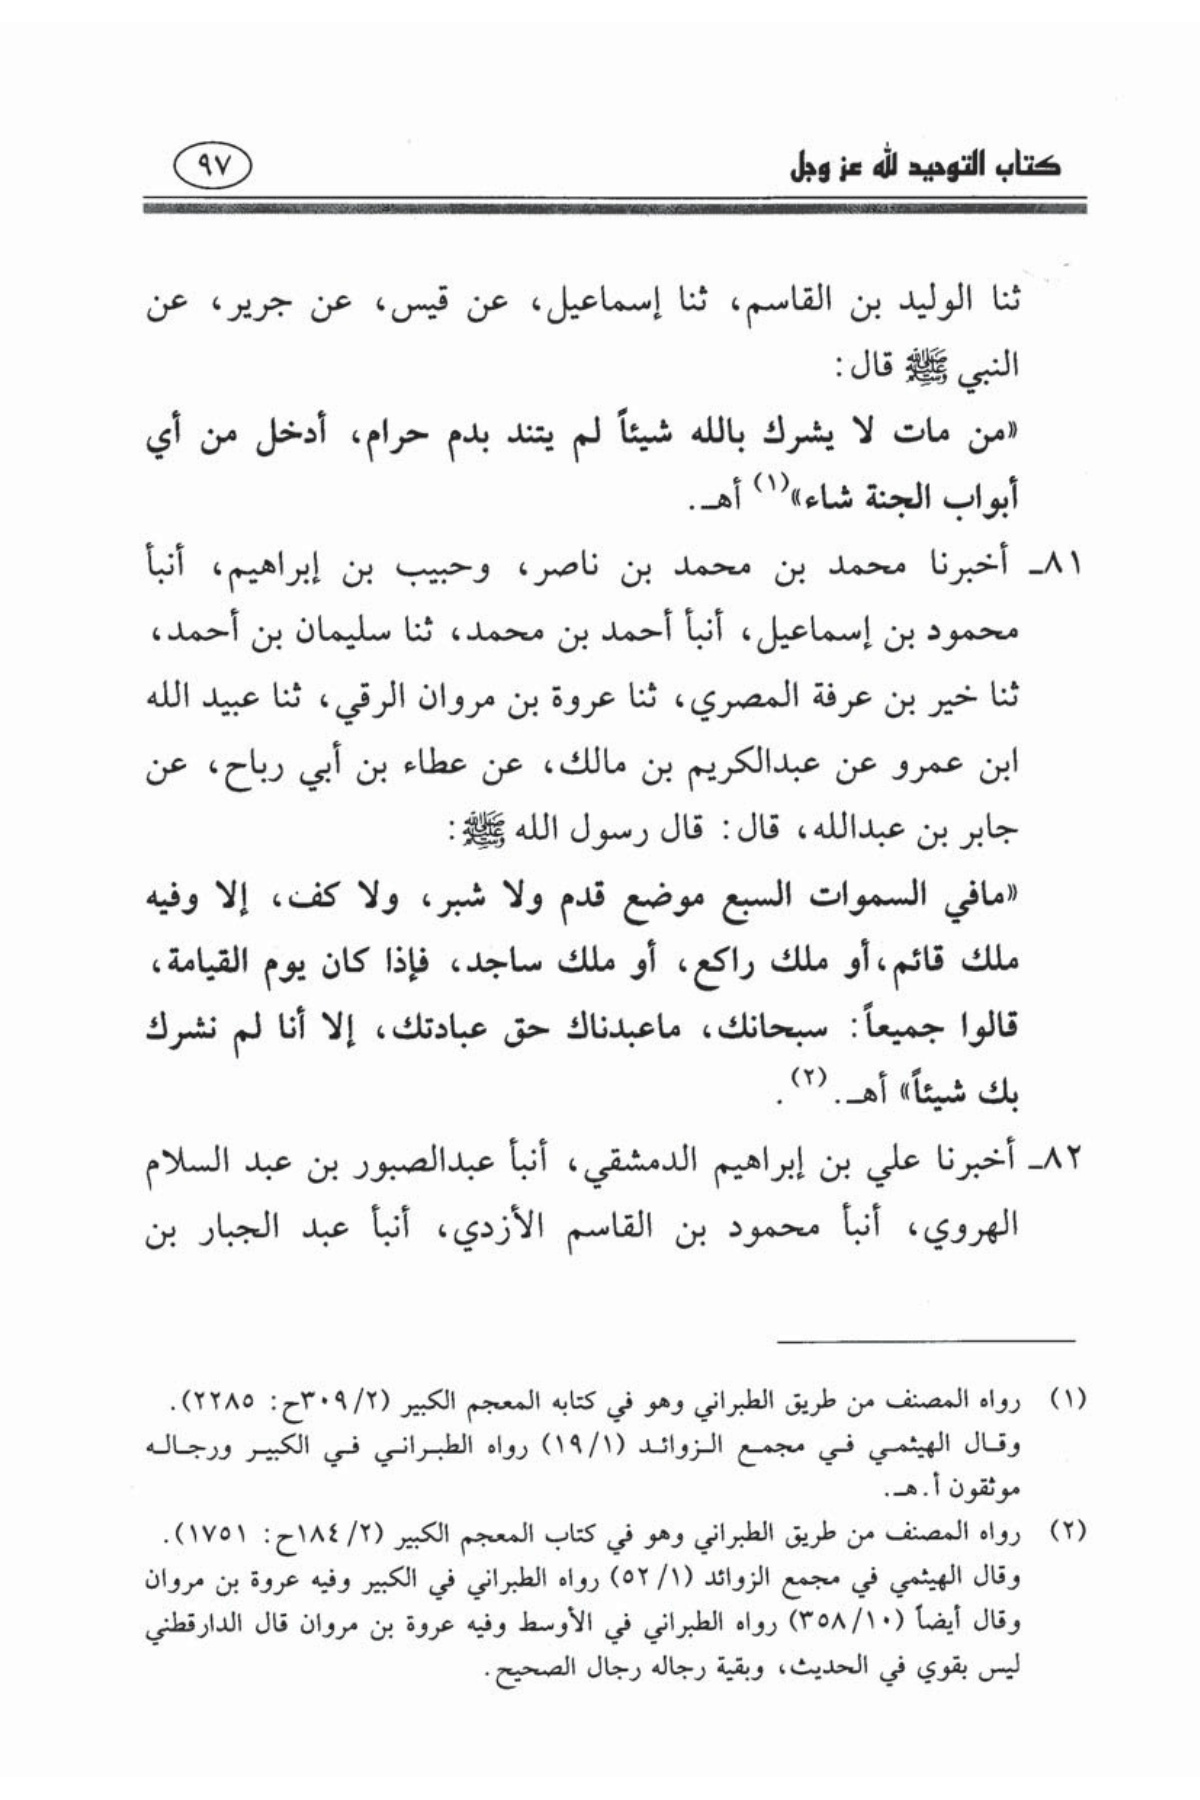 كتاب التوحيد لله عز وجل
٩٧
ثنا الوليد بن القاسم، ثنا إسماعيل، عن قيس، عن جرير، عن
النبي ﷺ قال:
«من مات لا يشرك بالله شيئاً لم يتند بدم حرام، أدخل من أي
أبواب الجنة شاء»(١) أهـ.
٨١ـ أخبرنا محمد بن محمد بن ناصر، وحبيب بن إبراهيم، أنبأ
محمود بن إسماعيل، أنبأ أحمد بن محمد، ثنا سليمان بن أحمد،
ثنا خير بن عرفة المصري، ثنا عروة بن مروان الرقي، ثنا عبيد الله
ابن عمرو عن عبدالكريم بن مالك، عن عطاء بن أبي رباح، عن
جابر بن عبدالله، قال: قال رسول الله ﷺ:
«مافي السموات السبع موضع قدم ولا شبر، ولا كف، إلا وفيه
ملك قائم،أو ملك راكع، أو ملك ساجد، فإذا كان يوم القيامة،
قالوا جميعاً: سبحانك، ماعبدناك حق عبادتك، إلا أنا لم نشرك
بك شيئاً» أهـ.(٢).
٨٢ـ أخبرنا علي بن إبراهيم الدمشقي، أنبأ عبدالصبور بن عبد السلام
الهروي، أنبأ محمود بن القاسم الأزدي، أنبأ عبد الجبار بن
(١) رواه المصنف من طريق الطبراني وهو في كتابه المعجم الكبير (٣٠٩/٢ح: ٢٢٨٥).
وقال الهيثمي في مجمع الزوائد (١٩/١) رواه الطبراني في الكبير ورجاله
موثقون أ.هـ.
(٢) رواه المصنف من طريق الطبراني وهو في كتاب المعجم الكبير (١٨٤/٢ح: ١٧٥١).
وقال الهيثمي في مجمع الزوائد (٥٢/١) رواه الطبراني في الكبير وفيه عروة بن مروان
وقال أيضاً (٣٥٨/١٠) رواه الطبراني في الأوسط وفيه عروة بن مروان قال الدارقطني
ليس بقوي في الحديث، وبقية رجاله رجال الصحيح.